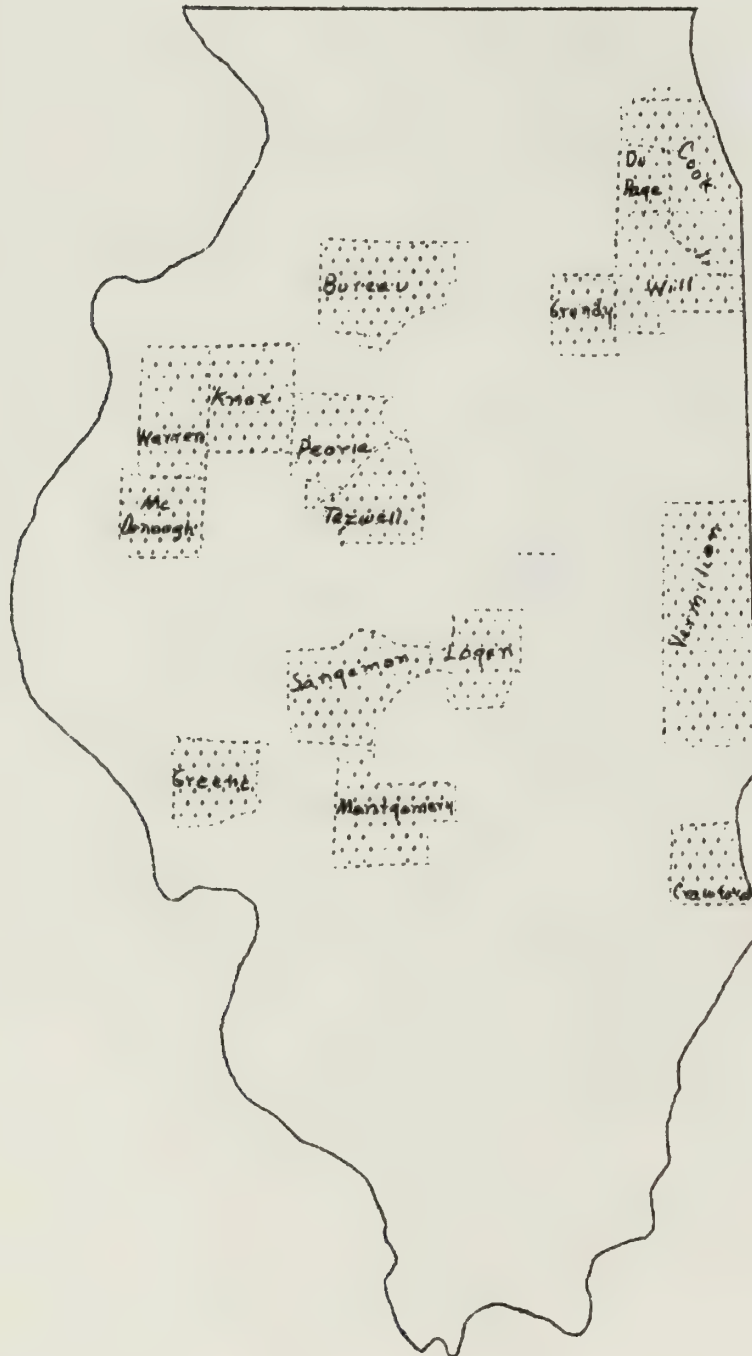 Du
Page
Cook
Bureau
Grundy
Will
Knox
Warren
Peoria
Mc
Donough
Tazwell
Vermilion
Sangamon
Logan
Greene
Montgomery
Crawford